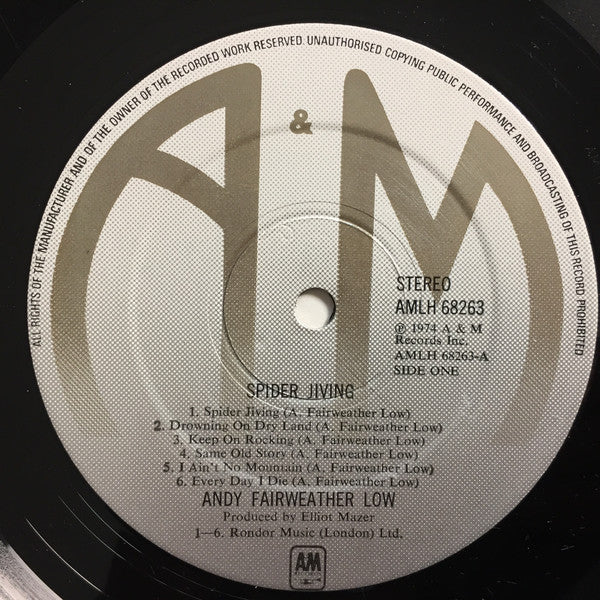 ALL RIGHTS OF THE MANUFACTURER AND OF THE OWNER OF THE RECORDED WORK RESERVED. UNAUTHORISED COPYING PUBLIC PERFORMANCE AND BROADCASTING OF THIS RECORD PROHIBITED
A & M
STEREO
AMLH 68263
℗ 1974 A & M
Records Inc.
AMLH 68263-A
SIDE ONE
SPIDER JIVING
1. Spider Jiving (A. Fairweather Low)
2. Drowning On Dry Land (A. Fairweather Low)
3. Keep On Rocking (A. Fairweather Low)
4. Same Old Story (A. Fairweather Low)
5. I Ain't No Mountain (A. Fairweather Low)
6. Every Day I Die (A. Fairweather Low)
ANDY FAIRWEATHER LOW
Produced by Elliot Mazer
1—6. Rondor Music (London) Ltd.
AM
RECORDS